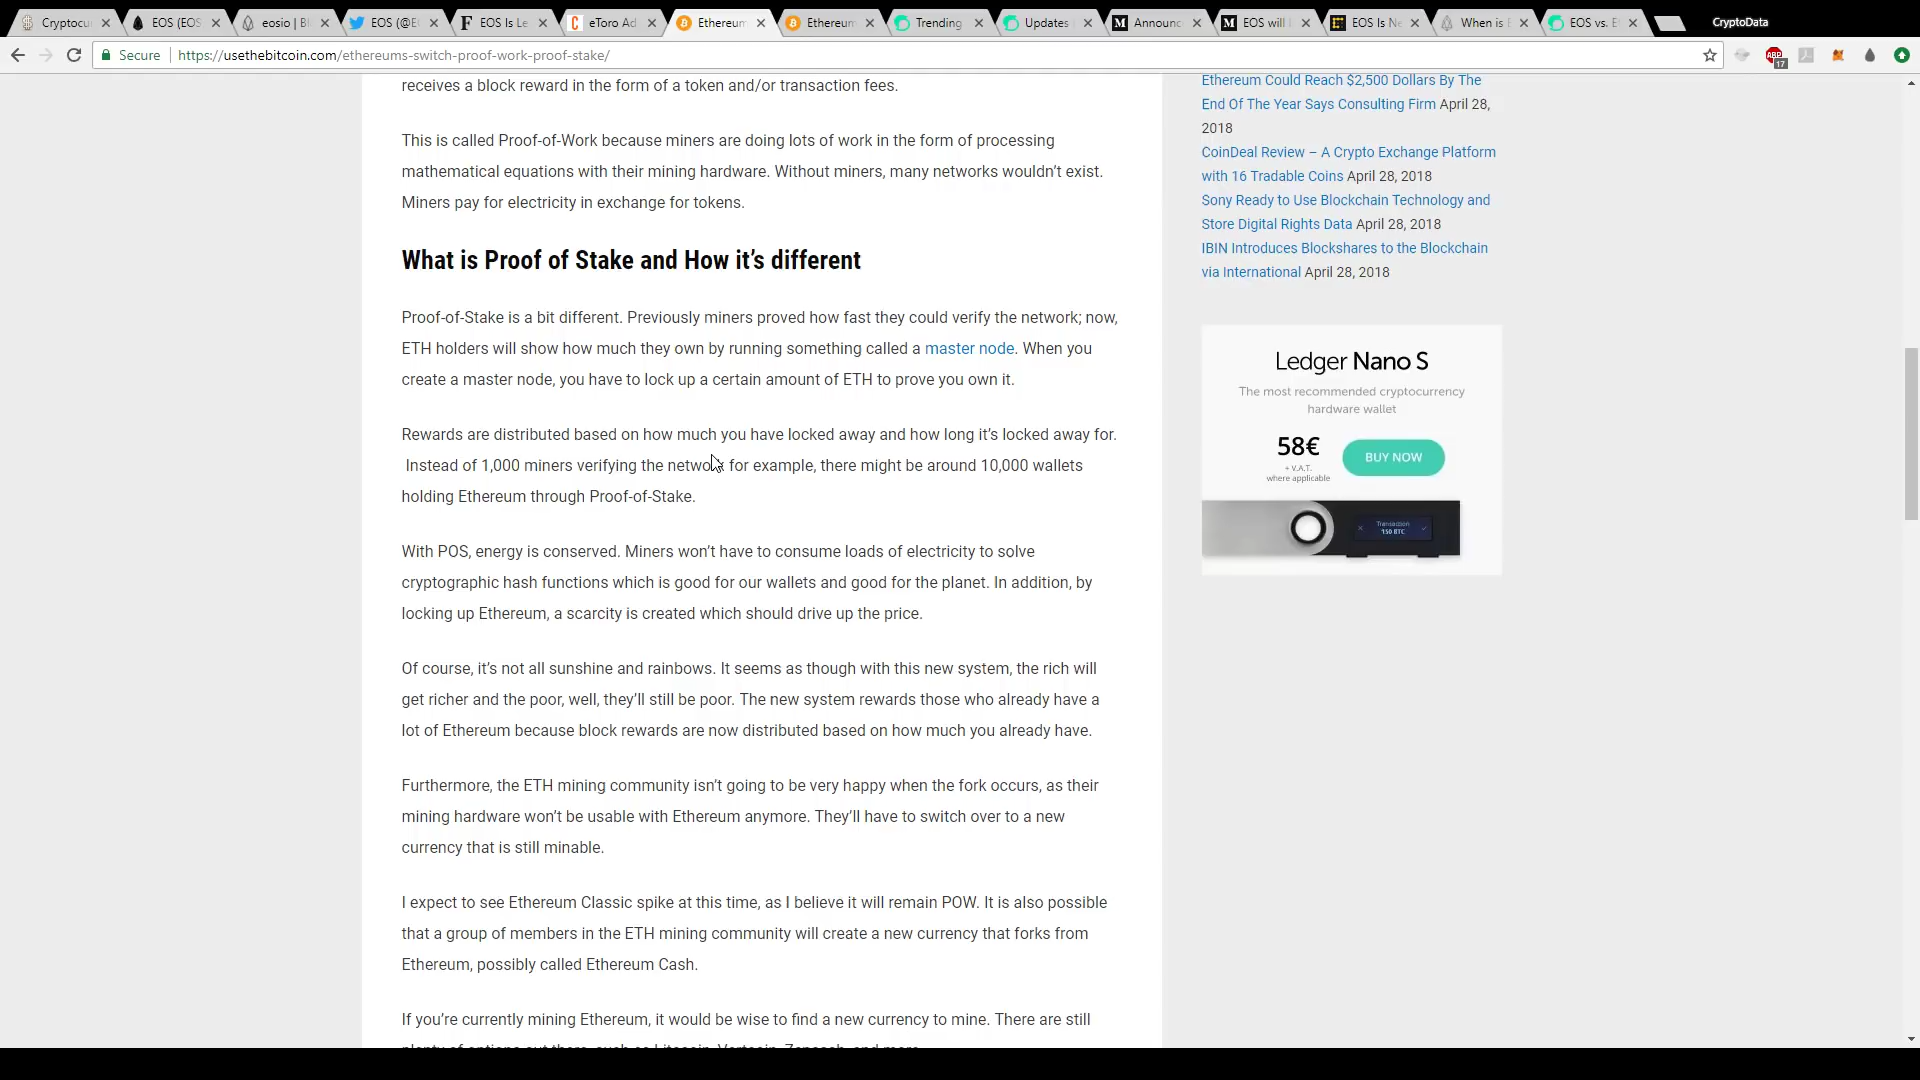 Cryptocur
EOS (EOS
eosio | Bl
EOS (@E
EOS Is Le
eToro Ad
Ethereum
Ethereum
Trending
Updates
Announc
EOS will
EOS Is Ne
When is
EOS vs. E
CryptoData
Secure https://usethebitcoin.com/ethereums-switch-proof-work-proof-stake/
ABP
17
receives a block reward in the form of a token and/or transaction fees.
This is called Proof-of-Work because miners are doing lots of work in the form of processing
mathematical equations with their mining hardware. Without miners, many networks wouldn't exist.
Miners pay for electricity in exchange for tokens.
What is Proof of Stake and How it's different
Proof-of-Stake is a bit different. Previously miners proved how fast they could verify the network; now,
ETH holders will show how much they own by running something called a master node. When you
create a master node, you have to lock up a certain amount of ETH to prove you own it.
Rewards are distributed based on how much you have locked away and how long it's locked away for.
Instead of 1,000 miners verifying the network for example, there might be around 10,000 wallets
holding Ethereum through Proof-of-Stake.
With POS, energy is conserved. Miners won't have to consume loads of electricity to solve
cryptographic hash functions which is good for our wallets and good for the planet. In addition, by
locking up Ethereum, a scarcity is created which should drive up the price.
Of course, it's not all sunshine and rainbows. It seems as though with this new system, the rich will
get richer and the poor, well, they'll still be poor. The new system rewards those who already have a
lot of Ethereum because block rewards are now distributed based on how much you already have.
Furthermore, the ETH mining community isn't going to be very happy when the fork occurs, as their
mining hardware won't be usable with Ethereum anymore. They'll have to switch over to a new
currency that is still minable.
I expect to see Ethereum Classic spike at this time, as I believe it will remain POW. It is also possible
that a group of members in the ETH mining community will create a new currency that forks from
Ethereum, possibly called Ethereum Cash.
If you're currently mining Ethereum, it would be wise to find a new currency to mine. There are still
plenty of options out there, such as Litecoin, Vertcoin, Zencash, and more.
Ethereum Could Reach $2,500 Dollars By The
End Of The Year Says Consulting Firm April 28,
2018
CoinDeal Review – A Crypto Exchange Platform
with 16 Tradable Coins April 28, 2018
Sony Ready to Use Blockchain Technology and
Store Digital Rights Data April 28, 2018
IBIN Introduces Blockshares to the Blockchain
via International April 28, 2018
Ledger Nano S
The most recommended cryptocurrency
hardware wallet
58€
+ V.A.T.
where applicable
BUY NOW
Transaction
1.50 BTC